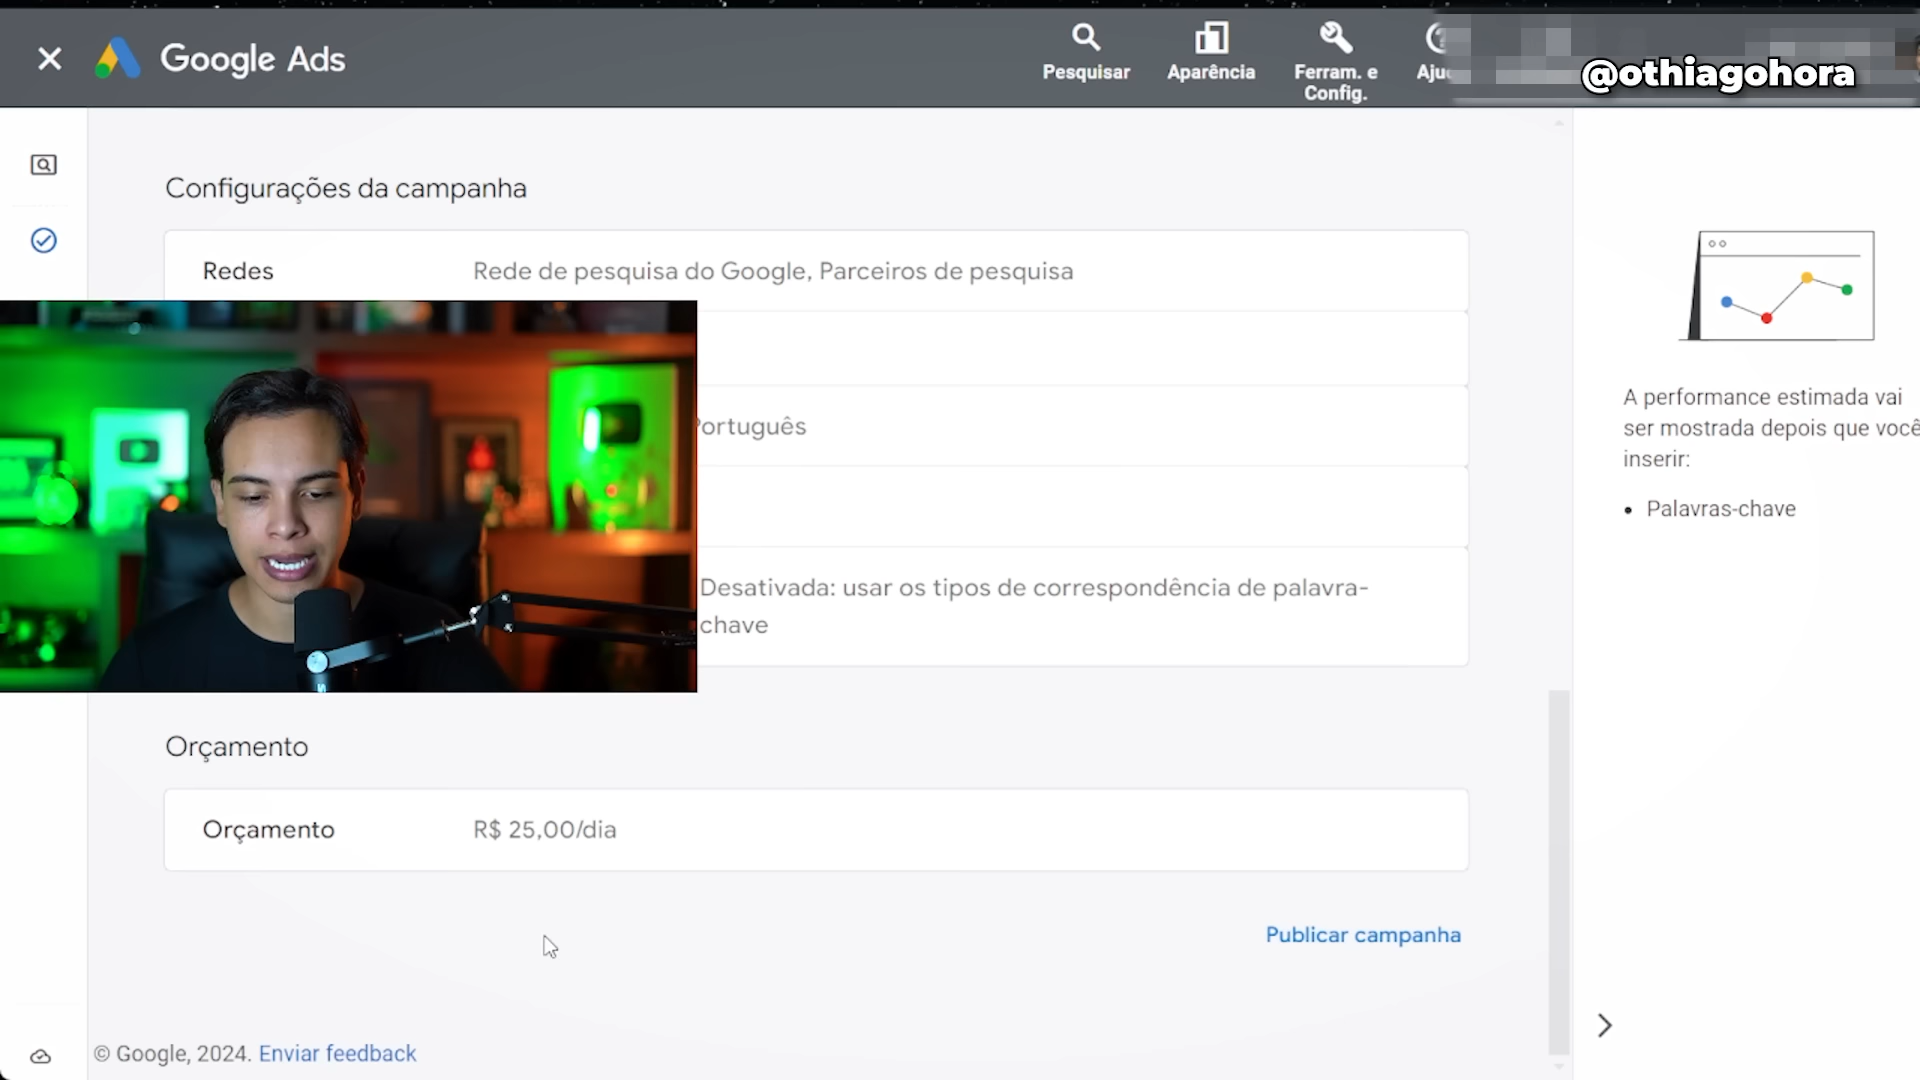 Google Ads
Pesquisar
Aparência
Ferram. e
Config.
@othiagohora
Configurações da campanha
Redes
Rede de pesquisa do Google, Parceiros de pesquisa
Português
Desativada: usar os tipos de correspondência de palavra-
chave
Orçamento
Orçamento
R$ 25,00/dia
Publicar campanha
© Google, 2024. Enviar feedback
A performance estimada vai
ser mostrada depois que você
inserir:
• Palavras-chave